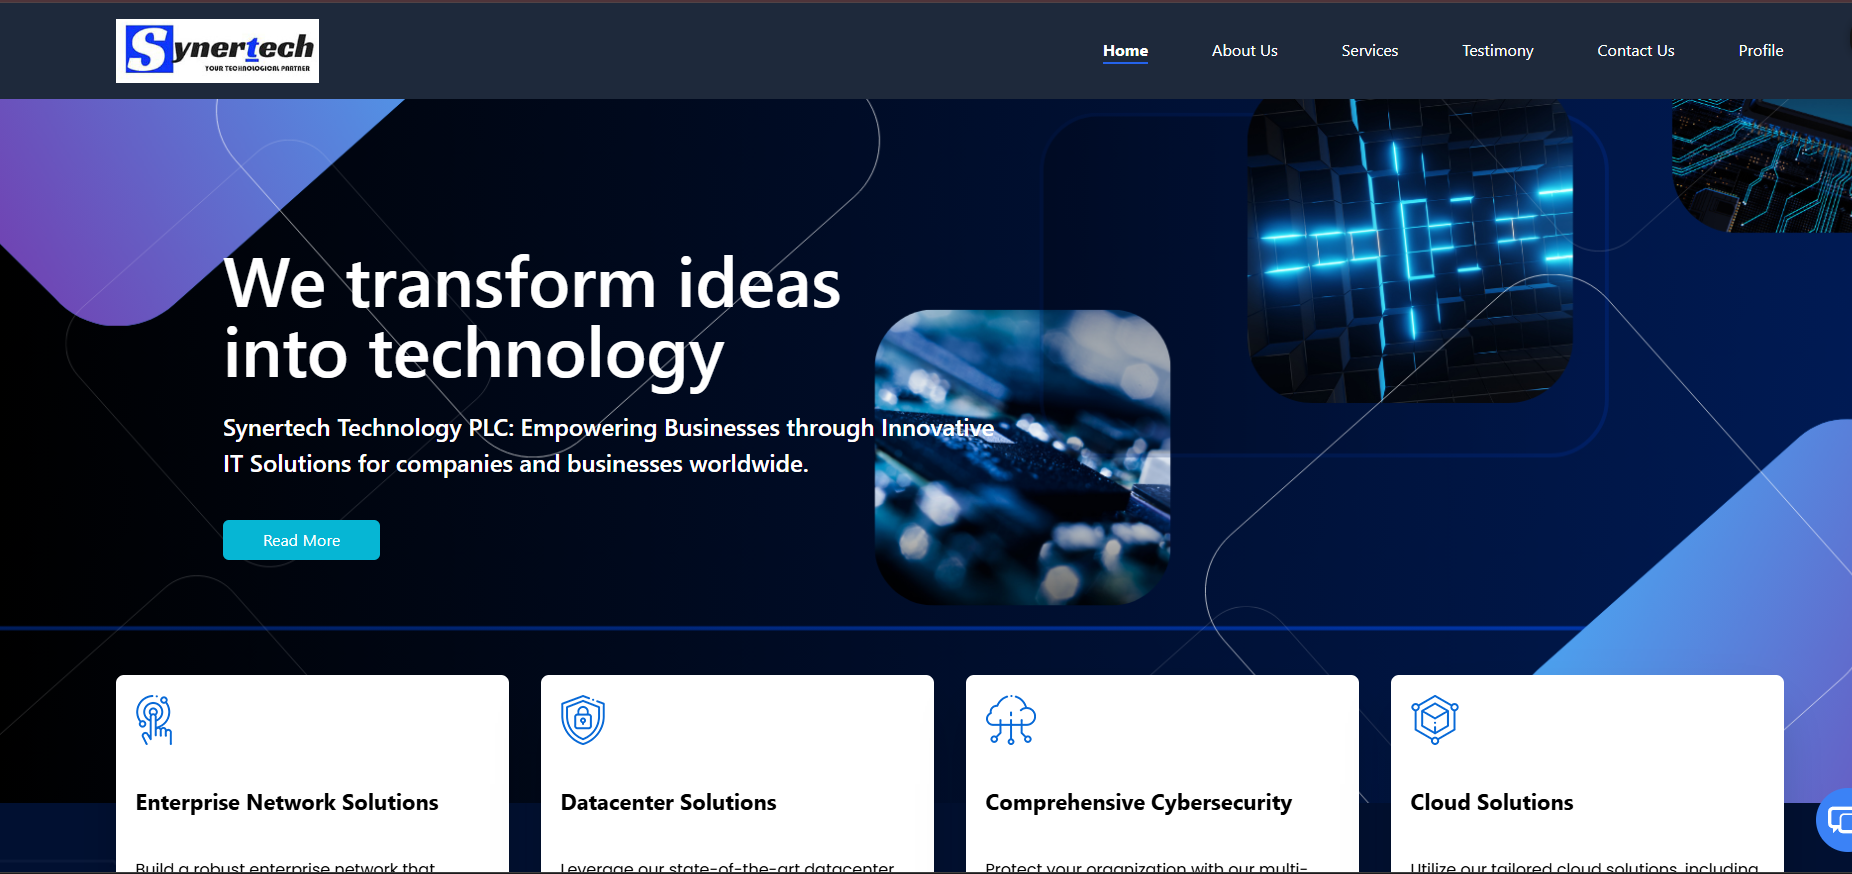 Synertech
YOUR TECHNOLOGICAL PARTNER
Home
About Us
Services
Testimony
Contact Us
Profile
We transform ideas
into technology
Synertech Technology PLC: Empowering Businesses through Innovative
IT Solutions for companies and businesses worldwide.
Read More
Enterprise Network Solutions
Build a robust enterprise network that
Datacenter Solutions
Leverage our state-of-the-art datacenter
Comprehensive Cybersecurity
Protect your organization with our multi-
Cloud Solutions
Utilize our tailored cloud solutions, including